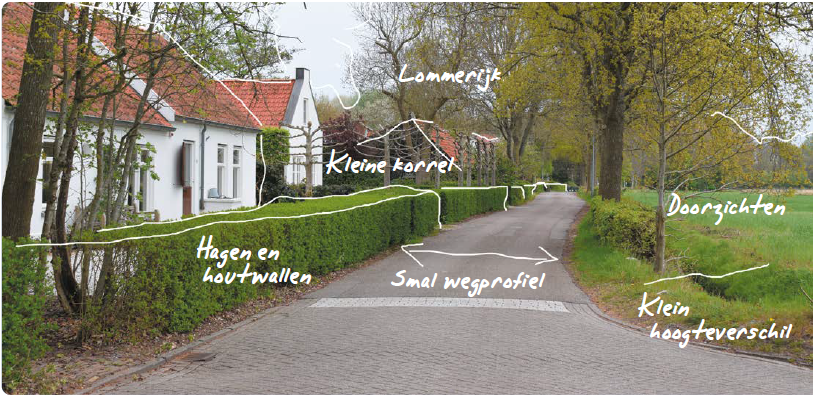 Lommerijk
Kleine korrel
Doorzichten
Hagen en
houtwallen
Smal wegprofiel
Klein
hoogteverschil